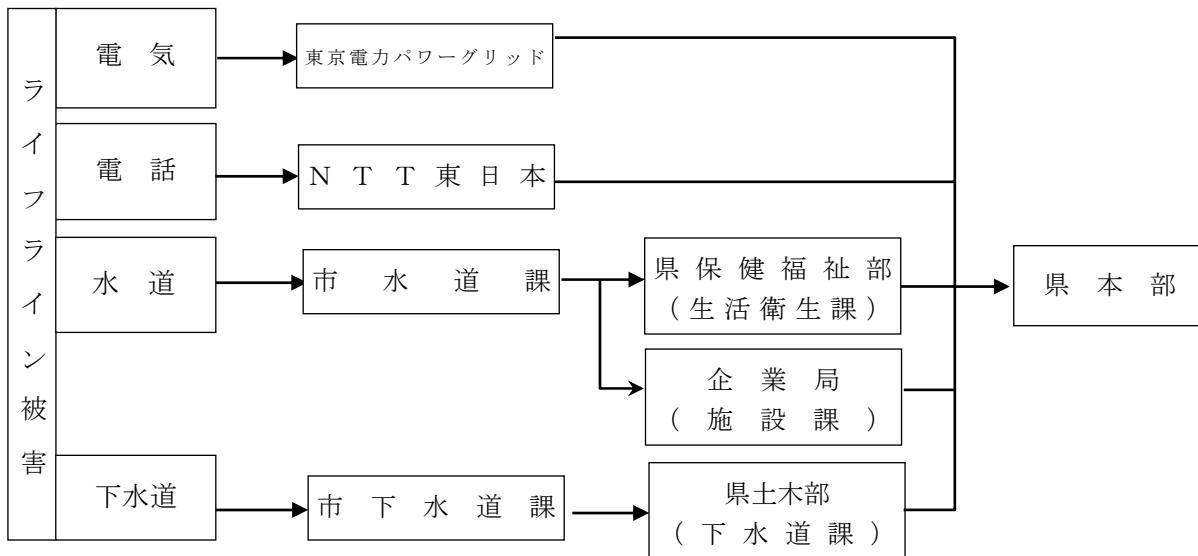 ライフライン被害
電気
東京電力パワーグリッド
電話
ＮＴＴ東日本
水道
市水道課
県保健福祉部
（生活衛生課）
県本部
企業局
（施設課）
下水道
市下水道課
県土木部
（下水道課）